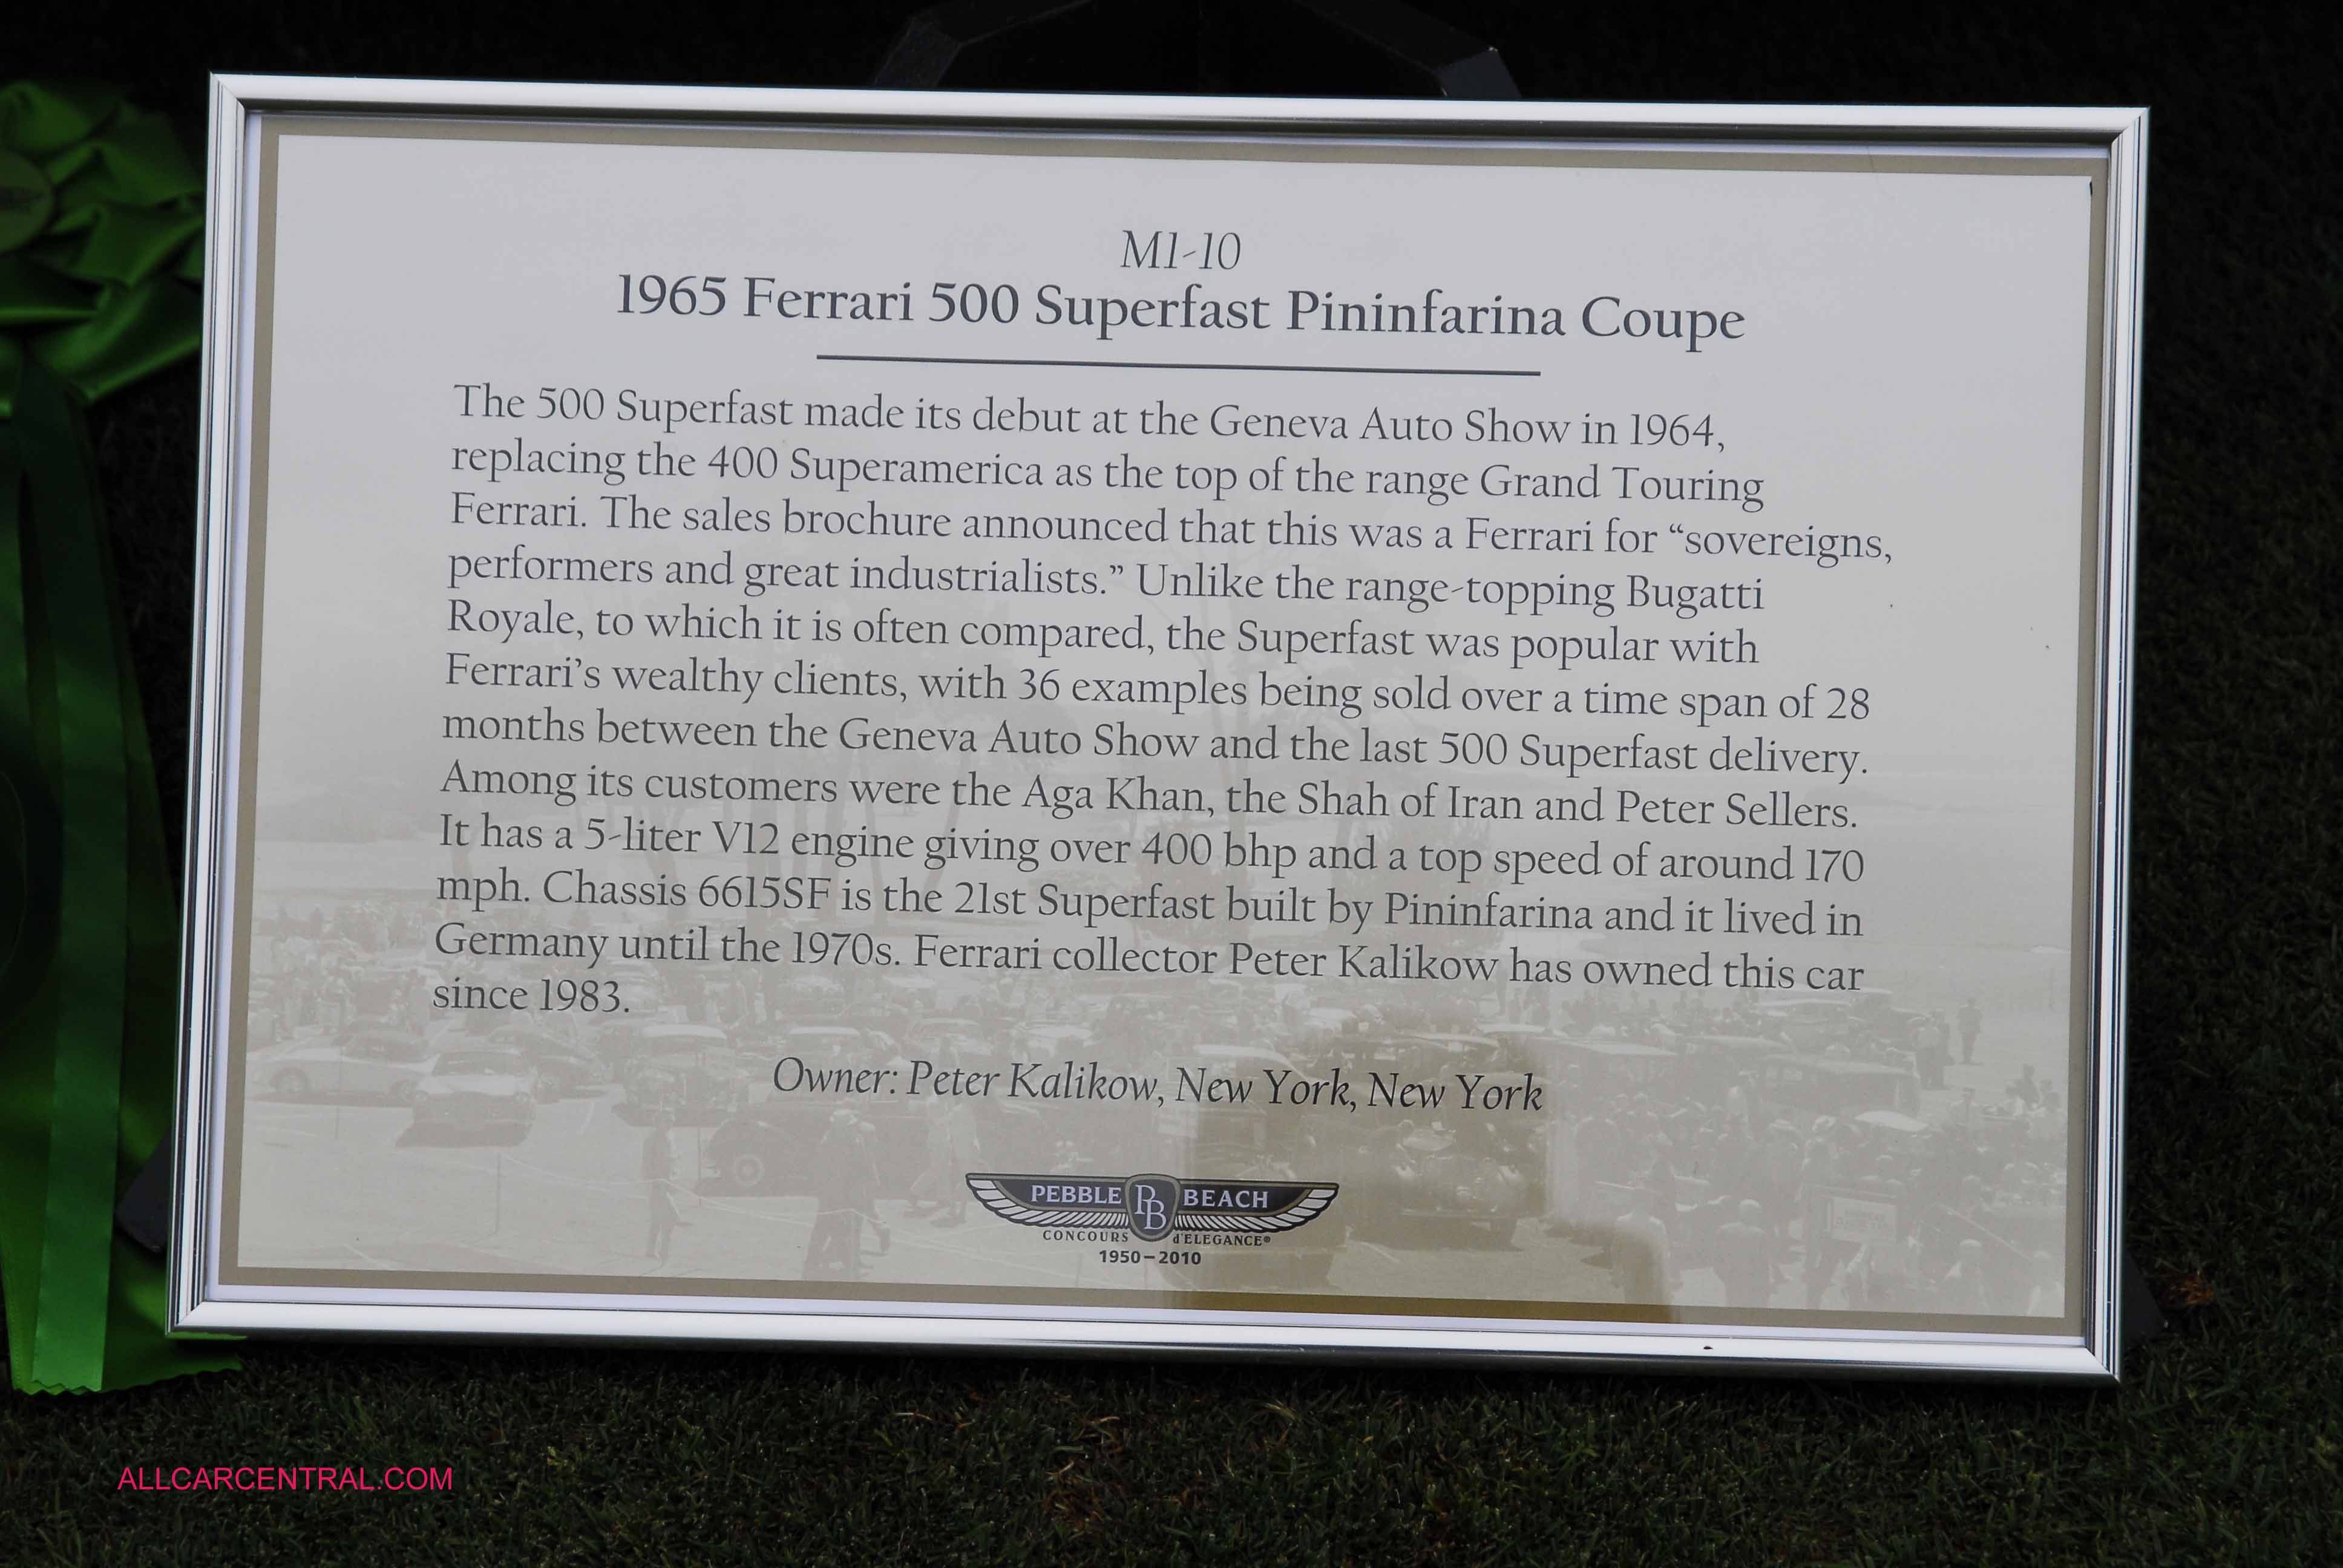 M1-10
1965 Ferrari 500 Superfast Pininfarina Coupe
The 500 Superfast made its debut at the Geneva Auto Show in 1964,
replacing the 400 Superamerica as the top of the range Grand Touring
Ferrari. The sales brochure announced that this was a Ferrari for “sovereigns,
performers and great industrialists.” Unlike the range-topping Bugatti
Royale, to which it is often compared, the Superfast was popular with
Ferrari’s wealthy clients, with 36 examples being sold over a time span of 28
months between the Geneva Auto Show and the last 500 Superfast delivery.
Among its customers were the Aga Khan, the Shah of Iran and Peter Sellers.
It has a 5-liter V12 engine giving over 400 bhp and a top speed of around 170
mph. Chassis 6615SF is the 21st Superfast built by Pininfarina and it lived in
Germany until the 1970s. Ferrari collector Peter Kalikow has owned this car
since 1983.
Owner: Peter Kalikow, New York, New York
PEBBLE PB BEACH
CONCOURS d'ELEGANCE®
1950–2010
ALLCARCENTRAL.COM